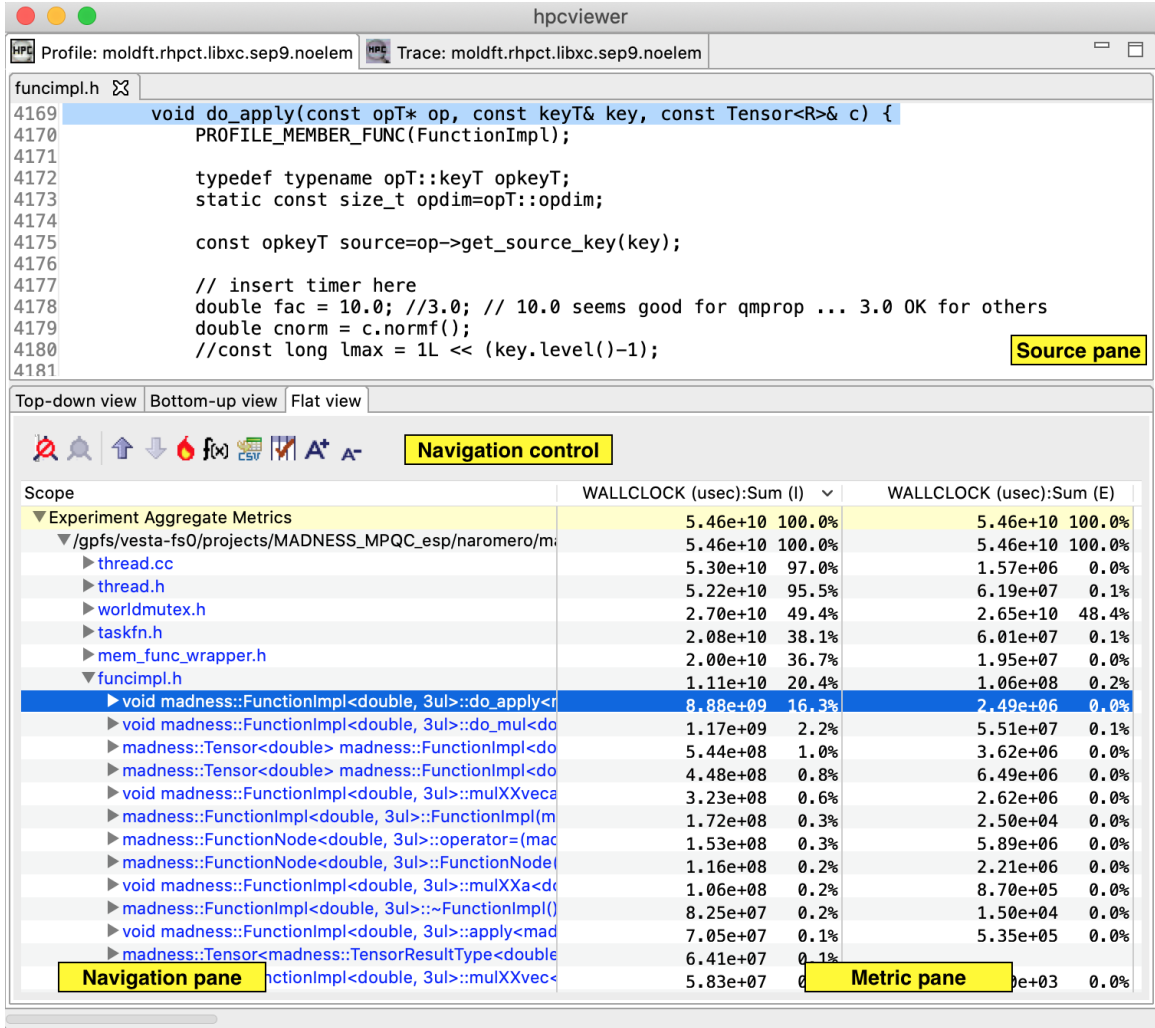 hpcviewer
HPC Profile: moldft.rhpct.libxc.sep9.noelem HPC Trace: moldft.rhpct.libxc.sep9.noelem
funcimpl.h
4169 void do_apply(const opT* op, const keyT& key, const Tensor<R>& c) {
4170 PROFILE_MEMBER_FUNC(FunctionImpl);
4171
4172 typedef typename opT::keyT opkeyT;
4173 static const size_t opdim=opT::opdim;
4174
4175 const opkeyT source=op->get_source_key(key);
4176
4177 // insert timer here
4178 double fac = 10.0; //3.0; // 10.0 seems good for qmprop ... 3.0 OK for others
4179 double cnorm = c.normf();
4180 //const long lmax = 1L << (key.level()-1);
4181
Source pane
Top-down view Bottom-up view Flat view
f(x) CSV A+ A-
Navigation control
Scope WALLCLOCK (usec):Sum (I) WALLCLOCK (usec):Sum (E)
Experiment Aggregate Metrics 5.46e+10 100.0% 5.46e+10 100.0%
/gpfs/vesta-fs0/projects/MADNESS_MPQC_esp/naromero/ma 5.46e+10 100.0% 5.46e+10 100.0%
thread.cc 5.30e+10 97.0% 1.57e+06 0.0%
thread.h 5.22e+10 95.5% 6.19e+07 0.1%
worldmutex.h 2.70e+10 49.4% 2.65e+10 48.4%
taskfn.h 2.08e+10 38.1% 6.01e+07 0.1%
mem_func_wrapper.h 2.00e+10 36.7% 1.95e+07 0.0%
funcimpl.h 1.11e+10 20.4% 1.06e+08 0.2%
void madness::FunctionImpl<double, 3ul>::do_apply<r 8.88e+09 16.3% 2.49e+06 0.0%
void madness::FunctionImpl<double, 3ul>::do_mul<do 1.17e+09 2.2% 5.51e+07 0.1%
madness::Tensor<double> madness::FunctionImpl<do 5.44e+08 1.0% 3.62e+06 0.0%
madness::Tensor<double> madness::FunctionImpl<do 4.48e+08 0.8% 6.49e+06 0.0%
void madness::FunctionImpl<double, 3ul>::mulXXveca 3.23e+08 0.6% 2.62e+06 0.0%
madness::FunctionImpl<double, 3ul>::FunctionImpl(m 1.72e+08 0.3% 2.50e+04 0.0%
madness::FunctionNode<double, 3ul>::operator=(mad 1.53e+08 0.3% 5.89e+06 0.0%
madness::FunctionNode<double, 3ul>::FunctionNode( 1.16e+08 0.2% 2.21e+06 0.0%
void madness::FunctionImpl<double, 3ul>::mulXXa<do 1.06e+08 0.2% 8.70e+05 0.0%
madness::FunctionImpl<double, 3ul>::~FunctionImpl() 8.25e+07 0.2% 1.50e+04 0.0%
void madness::FunctionImpl<double, 3ul>::apply<mad 7.05e+07 0.1% 5.35e+05 0.0%
madness::Tensor<madness::TensorResultType<double 6.41e+07 0.1%
Navigation pane nctionImpl<double, 3ul>::mulXXvec< 5.83e+07 Metric pane e+03 0.0%